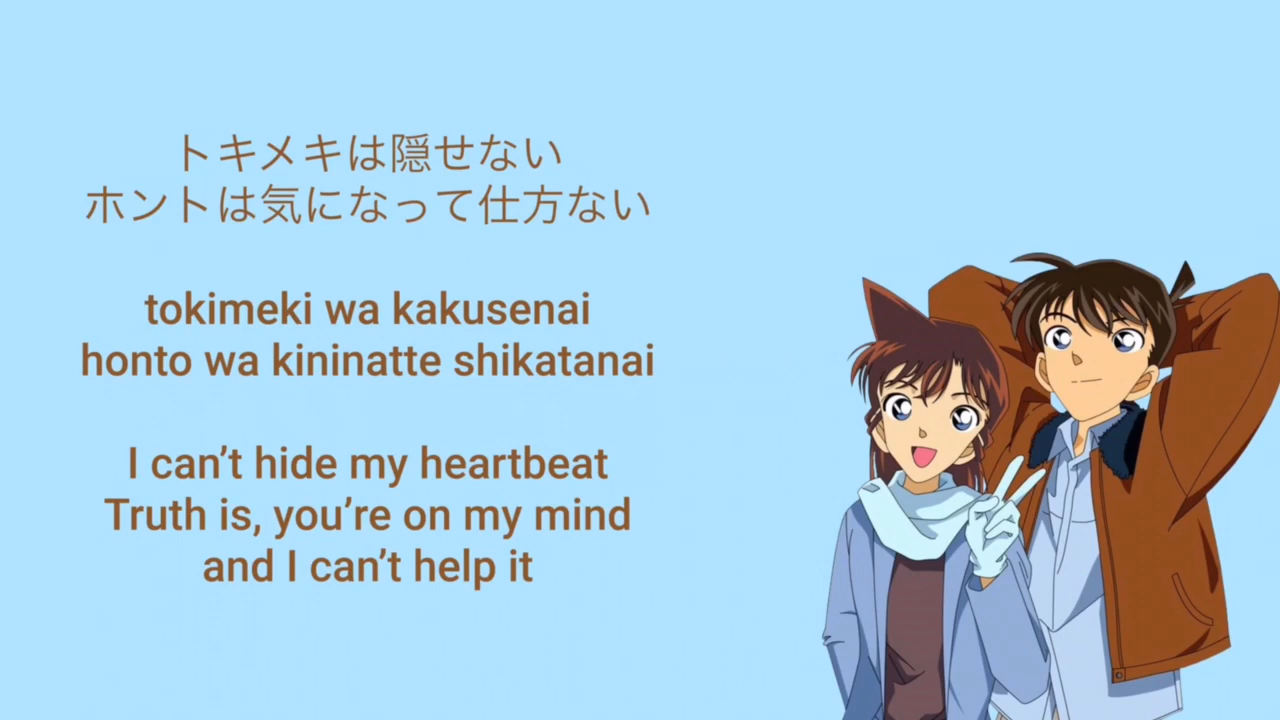 トキメキは隠せない
ホントは気になって仕方ない
tokimeki wa kakusenai
honto wa kininatte shikatanai
I can’t hide my heartbeat
Truth is, you’re on my mind
and I can’t help it